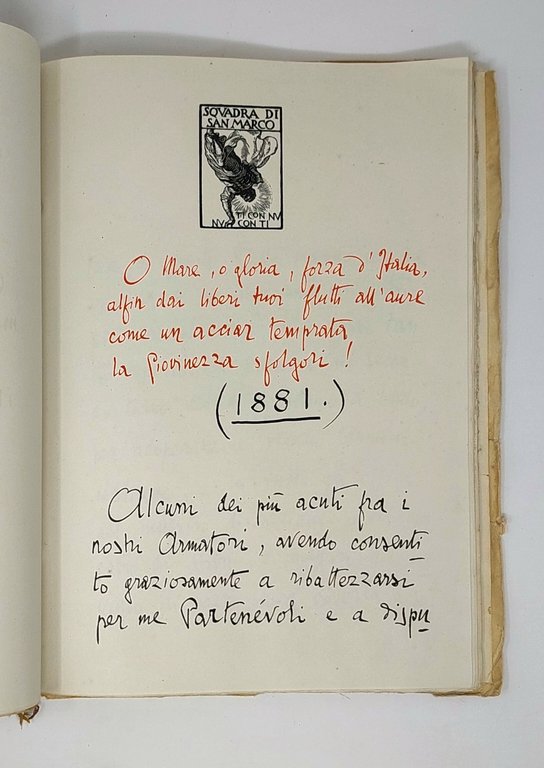 SQVADRA DI
SAN MARCO
TI CON NV
NV CON TI
O Mare, o gloria, forza d'Italia,
alfin dai liberi tuoi flutti all'aure
come un acciar temprata
la Giovinezza sfolgori!
(1881.)
Alcuni dei più acuti fra i
nostri Armatori, avendo consenti
to graziosamente a ribattezzarsi
per me Partenévoli e a dispu